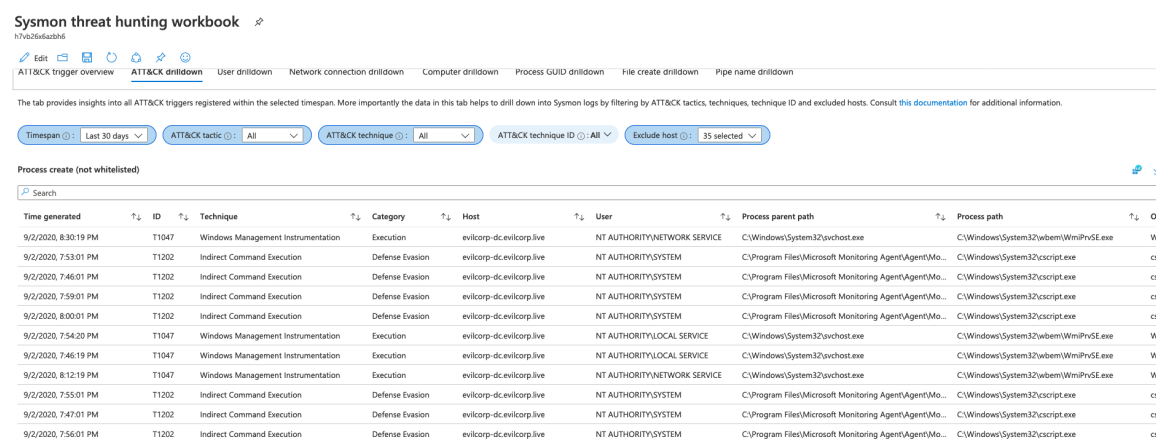 Sysmon threat hunting workbook
h7vb26x6azbh6
Edit
ATT&CK trigger overview ATT&CK drilldown User drilldown Network connection drilldown Computer drilldown Process GUID drilldown File create drilldown Pipe name drilldown
The tab provides insights into all ATT&CK triggers registered within the selected timespan. More importantly the data in this tab helps to drill down into Sysmon logs by filtering by ATT&CK tactics, techniques, technique ID and excluded hosts. Consult this documentation for additional information.
Timespan : Last 30 days ATT&CK tactic : All ATT&CK technique : All ATT&CK technique ID : All Exclude host : 35 selected
Process create (not whitelisted)
Search
Time generated ID Technique Category Host User Process parent path Process path O
9/2/2020, 8:30:19 PM T1047 Windows Management Instrumentation Execution evilcorp-dc.evilcorp.live NT AUTHORITY\NETWORK SERVICE C:\Windows\System32\svchost.exe C:\Windows\System32\wbem\WmiPrvSE.exe W
9/2/2020, 7:53:01 PM T1202 Indirect Command Execution Defense Evasion evilcorp-dc.evilcorp.live NT AUTHORITY\SYSTEM C:\Program Files\Microsoft Monitoring Agent\Agent\Mo... C:\Windows\System32\cscript.exe cs
9/2/2020, 7:46:01 PM T1202 Indirect Command Execution Defense Evasion evilcorp-dc.evilcorp.live NT AUTHORITY\SYSTEM C:\Program Files\Microsoft Monitoring Agent\Agent\Mo... C:\Windows\System32\cscript.exe cs
9/2/2020, 7:59:01 PM T1202 Indirect Command Execution Defense Evasion evilcorp-dc.evilcorp.live NT AUTHORITY\SYSTEM C:\Program Files\Microsoft Monitoring Agent\Agent\Mo... C:\Windows\System32\cscript.exe cs
9/2/2020, 8:00:01 PM T1202 Indirect Command Execution Defense Evasion evilcorp-dc.evilcorp.live NT AUTHORITY\SYSTEM C:\Program Files\Microsoft Monitoring Agent\Agent\Mo... C:\Windows\System32\cscript.exe cs
9/2/2020, 7:54:20 PM T1047 Windows Management Instrumentation Execution evilcorp-dc.evilcorp.live NT AUTHORITY\LOCAL SERVICE C:\Windows\System32\svchost.exe C:\Windows\System32\wbem\WmiPrvSE.exe W
9/2/2020, 7:46:19 PM T1047 Windows Management Instrumentation Execution evilcorp-dc.evilcorp.live NT AUTHORITY\LOCAL SERVICE C:\Windows\System32\svchost.exe C:\Windows\System32\wbem\WmiPrvSE.exe W
9/2/2020, 8:12:19 PM T1047 Windows Management Instrumentation Execution evilcorp-dc.evilcorp.live NT AUTHORITY\NETWORK SERVICE C:\Windows\System32\svchost.exe C:\Windows\System32\wbem\WmiPrvSE.exe W
9/2/2020, 7:55:01 PM T1202 Indirect Command Execution Defense Evasion evilcorp-dc.evilcorp.live NT AUTHORITY\SYSTEM C:\Program Files\Microsoft Monitoring Agent\Agent\Mo... C:\Windows\System32\cscript.exe cs
9/2/2020, 7:47:01 PM T1202 Indirect Command Execution Defense Evasion evilcorp-dc.evilcorp.live NT AUTHORITY\SYSTEM C:\Program Files\Microsoft Monitoring Agent\Agent\Mo... C:\Windows\System32\cscript.exe cs
9/2/2020, 7:56:01 PM T1202 Indirect Command Execution Defense Evasion evilcorp-dc.evilcorp.live NT AUTHORITY\SYSTEM C:\Program Files\Microsoft Monitoring Agent\Agent\Mo... C:\Windows\System32\cscript.exe cs